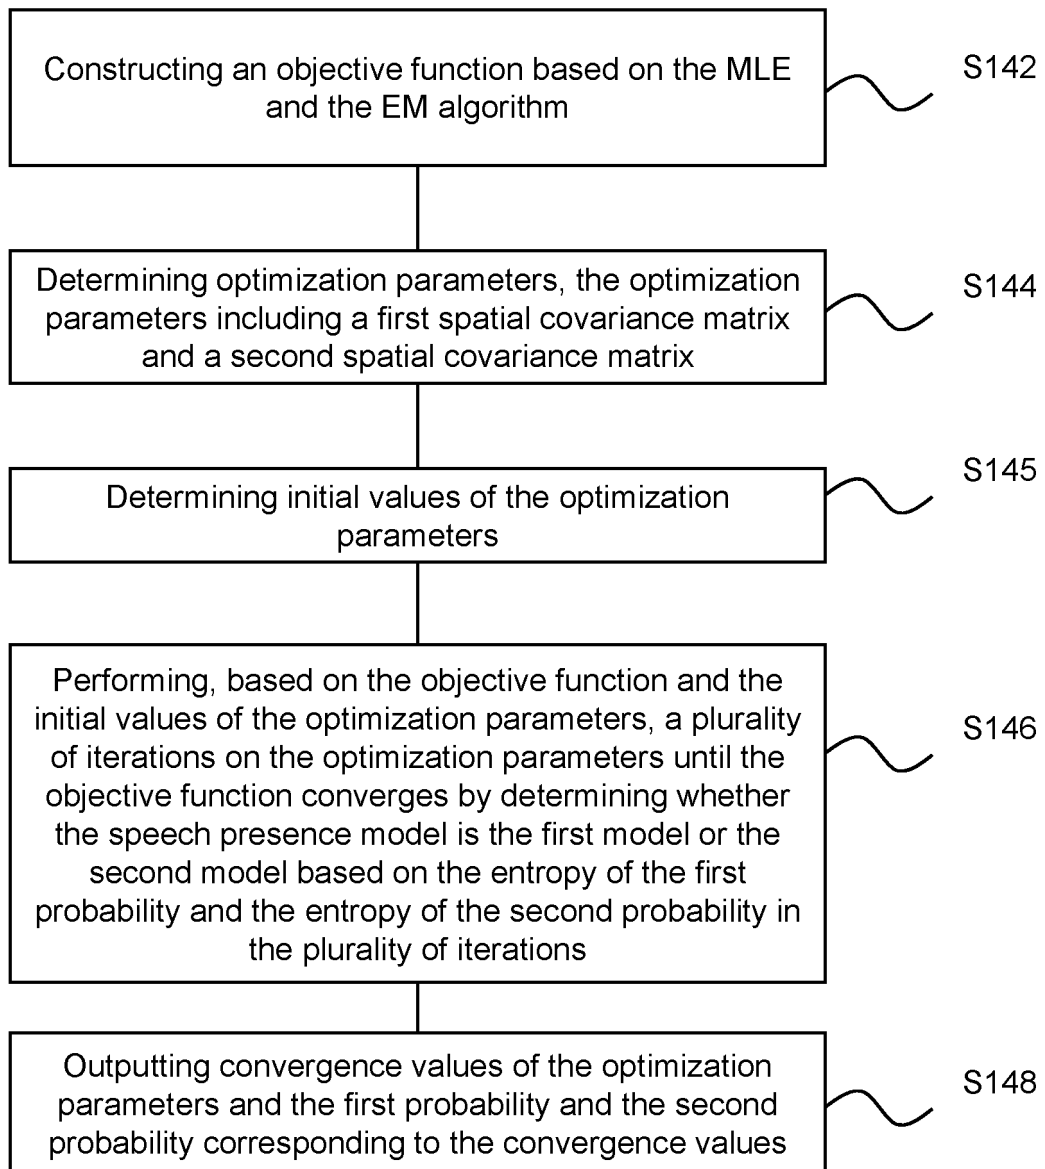 Constructing an objective function based on the MLE
and the EM algorithm
S142
Determining optimization parameters, the optimization
parameters including a first spatial covariance matrix
and a second spatial covariance matrix
S144
Determining initial values of the optimization
parameters
S145
Performing, based on the objective function and the
initial values of the optimization parameters, a plurality
of iterations on the optimization parameters until the
objective function converges by determining whether
the speech presence model is the first model or the
second model based on the entropy of the first
probability and the entropy of the second probability in
the plurality of iterations
S146
Outputting convergence values of the optimization
parameters and the first probability and the second
probability corresponding to the convergence values
S148